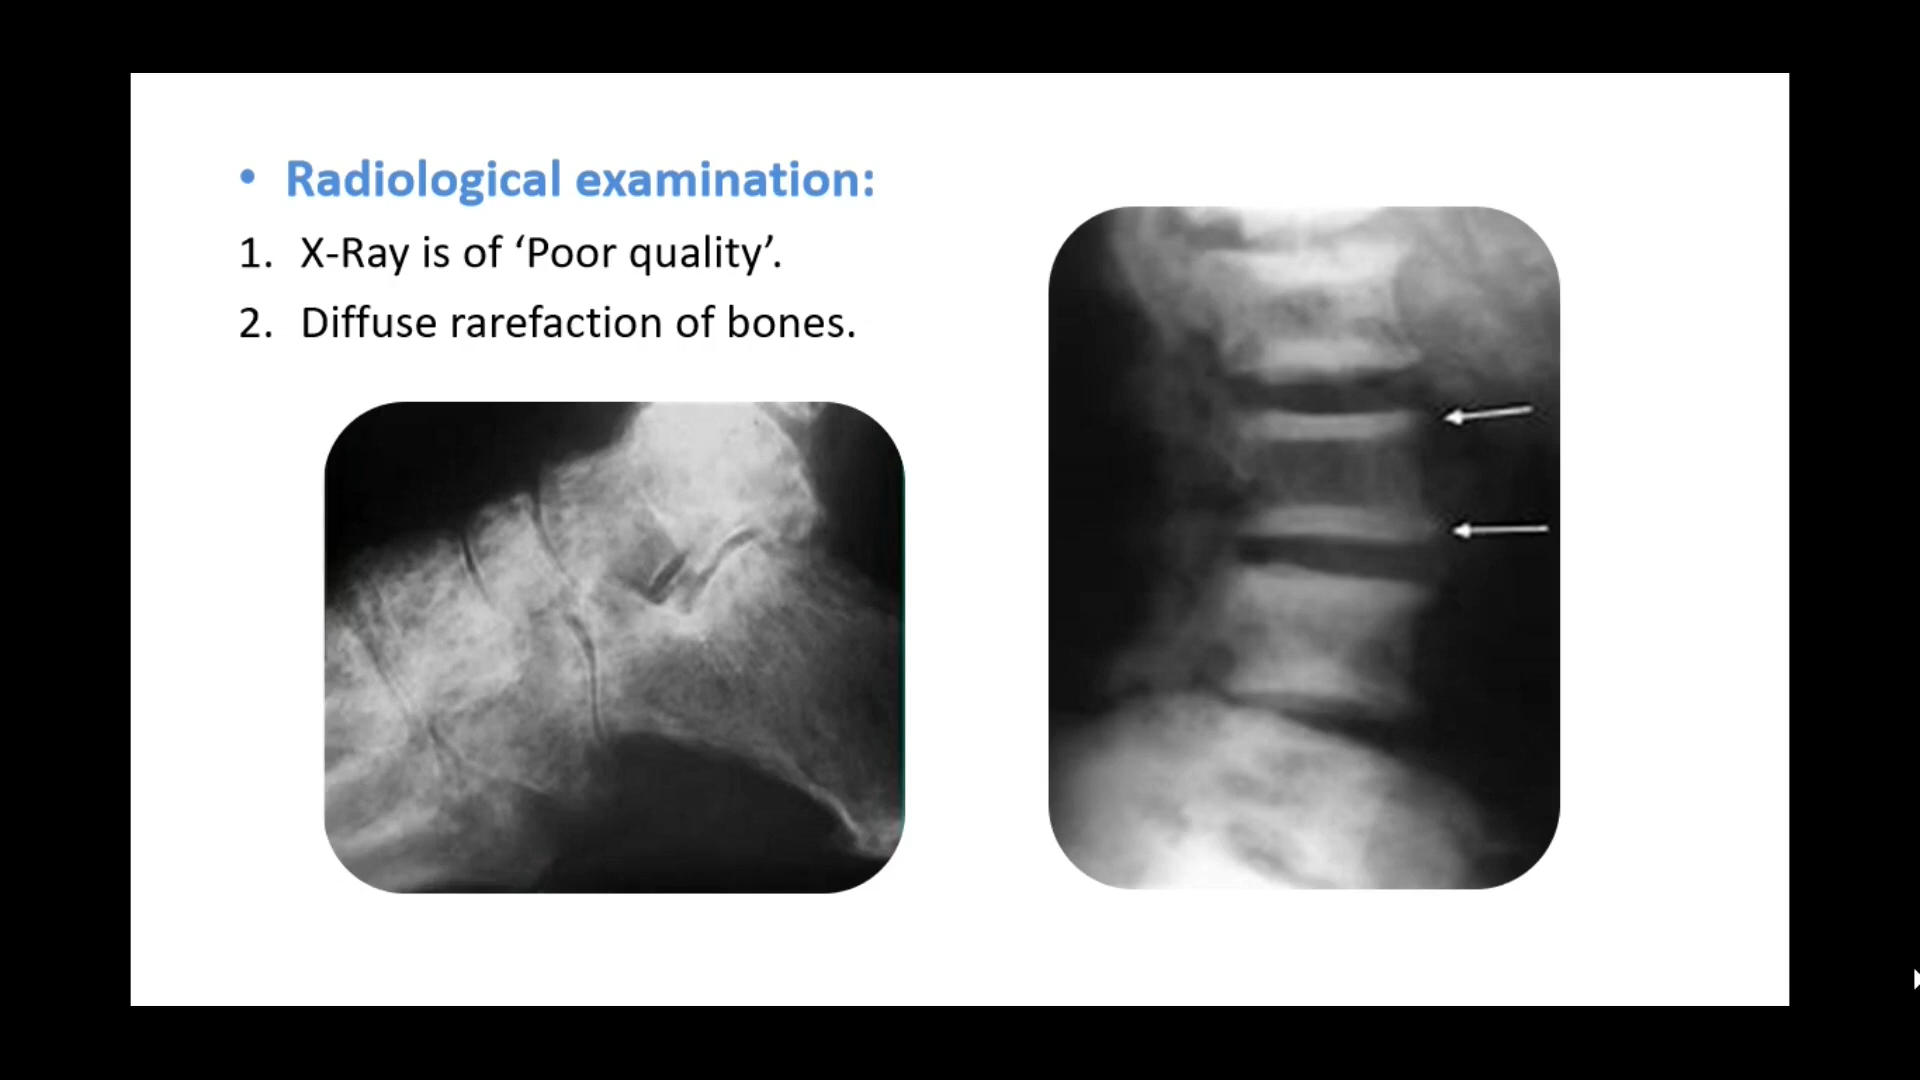 • Radiological examination:
1. X-Ray is of ‘Poor quality’.
2. Diffuse rarefaction of bones.